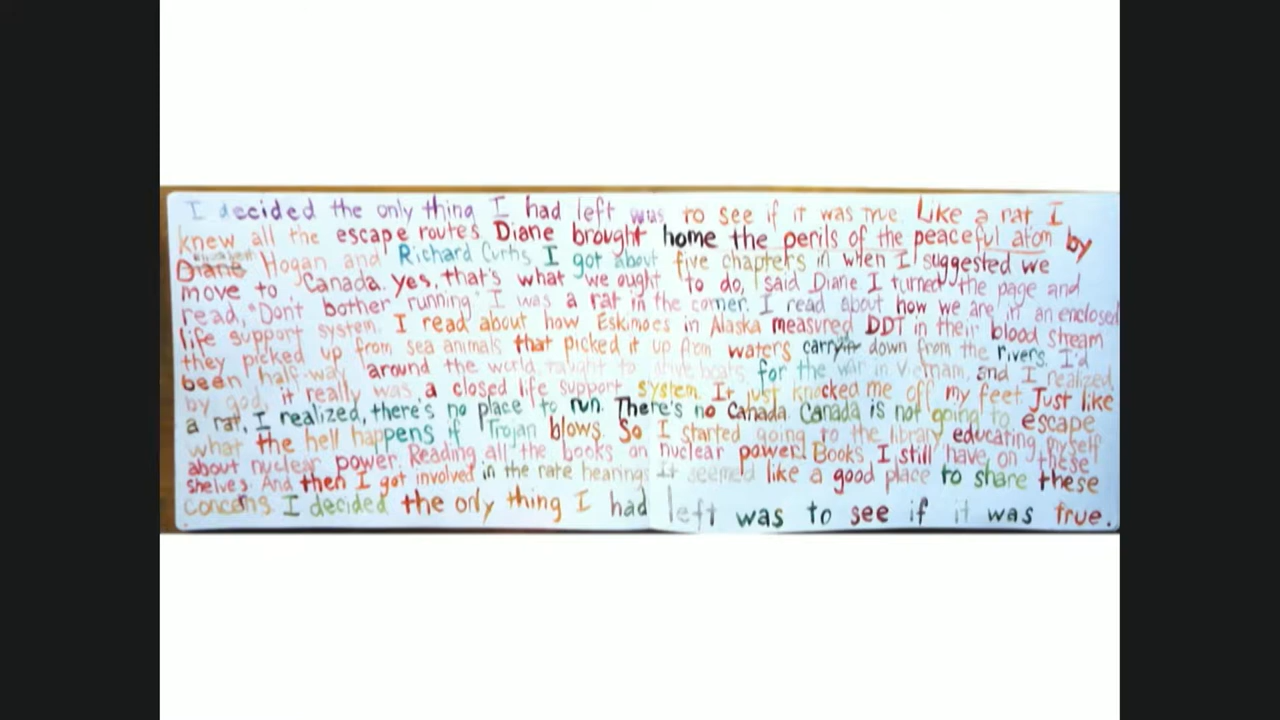 I decided the only thing I had left was to see if it was true. Like a rat I
knew all the escape routes. Diane brought home the perils of the peaceful atom by
Elizabeth
Diane Hogan and Richard Curtis I got about five chapters in when I suggested we
move to Canada. yes, that's what we ought to do, said Diane I turned the page and
read, "Don't bother running" I was a rat in the corner. I read about how we are in an enclosed
life support system. I read about how Eskimoes in Alaska measured DDT in their blood stream
they picked up from sea animals that picked it up from waters down from the rivers. I'd
been half-way around the world, taught to drive boats for the war in Vietnam, and I realized,
by god, it really was a closed life support system. It just knocked me off my feet. Just like
a rat, I realized, there's no place to run. There's no Canada. Canada is not going to escape
what the hell happens if Trojan blows. So I started going to the library educating myself
about nuclear power. Reading all the books on nuclear power. Books I still have on these
shelves. And then I got involved in the rate hearings It seemed like a good place to share these
concerns. I decided the only thing I had left was to see if it was true.